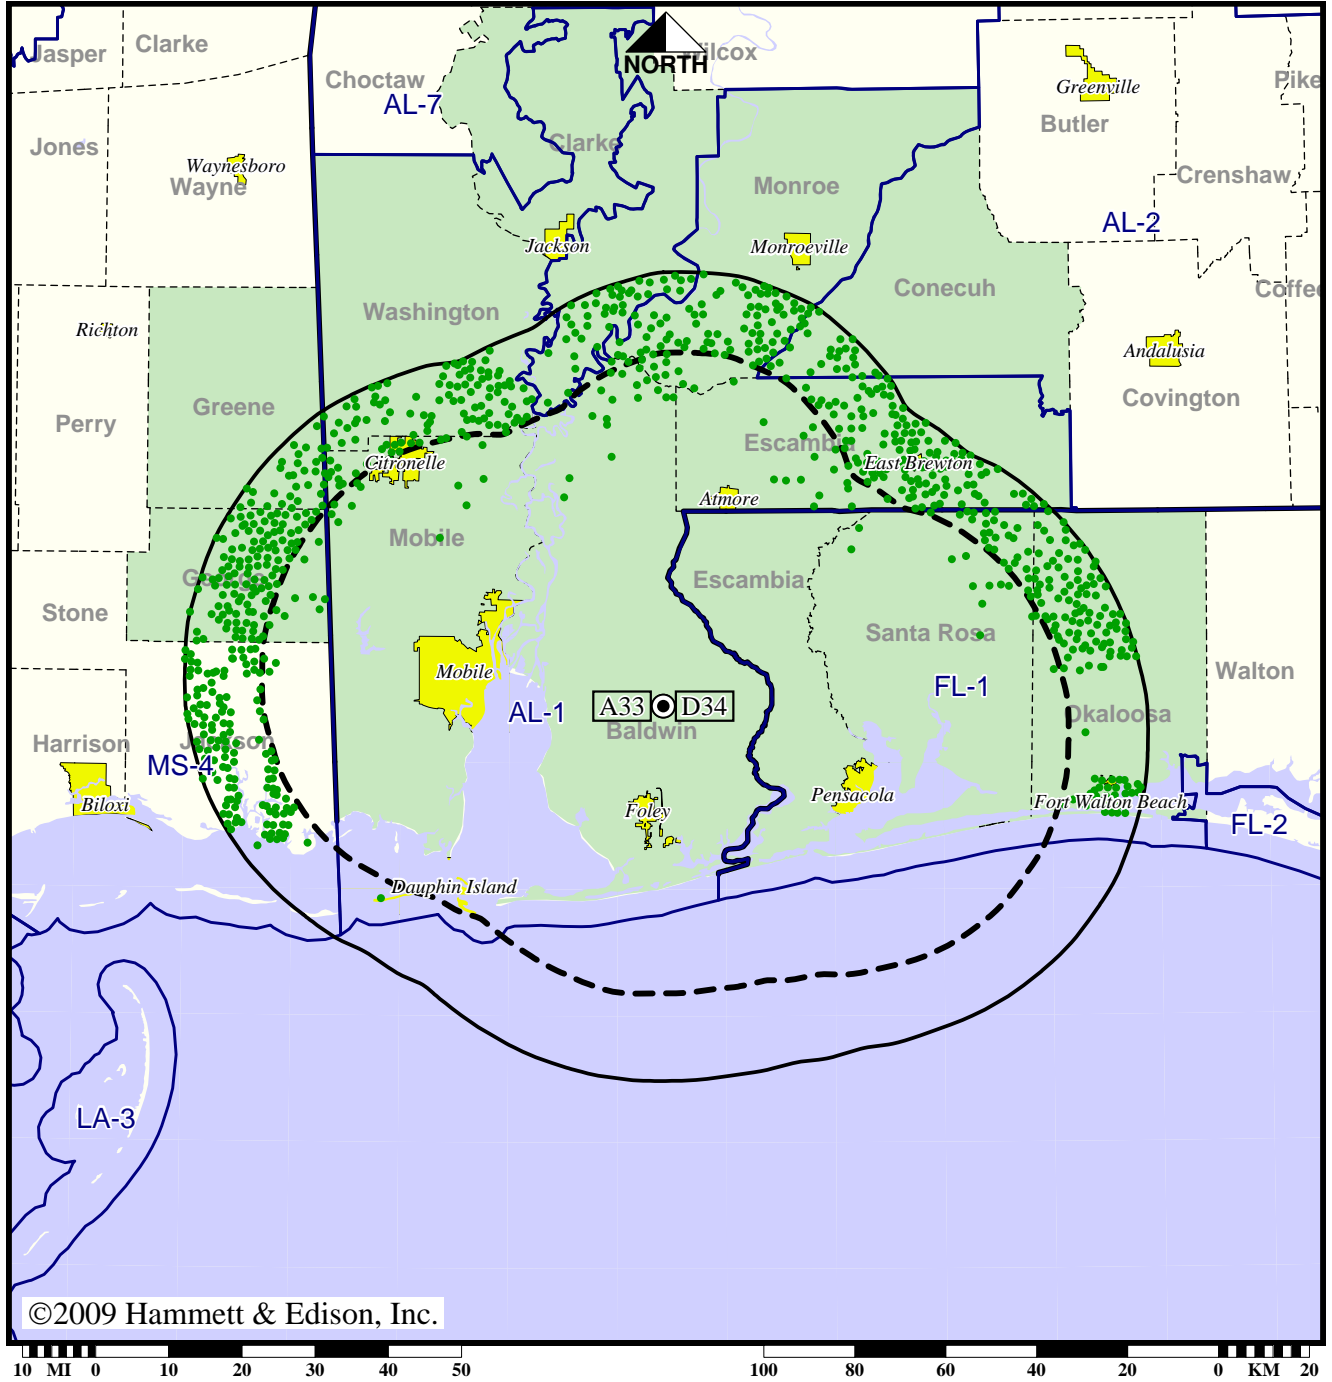 Jasper
Clarke
Wilcox
NORTH
Choctaw
AL-7
Greenville
Pike
Butler
Jones
Clarke
Waynesboro
Wayne
Monroe
Crenshaw
AL-2
Jackson
Monroeville
Conecuh
Coffee
Washington
Richton
Andalusia
Greene
Covington
Perry
Escambia
Citronelle
East Brewton
Atmore
Mobile
George
Escambia
Stone
Santa Rosa
Mobile
Walton
FL-1
A33 D34
AL-1
Okaloosa
Baldwin
Harrison
Jackson
MS-4
Biloxi
Pensacola
Fort Walton Beach
Foley
FL-2
Dauphin Island
LA-3
©2009 Hammett & Edison, Inc.
10 MI 0 10 20 30 40 50 100 80 60 40 20 0 KM 20